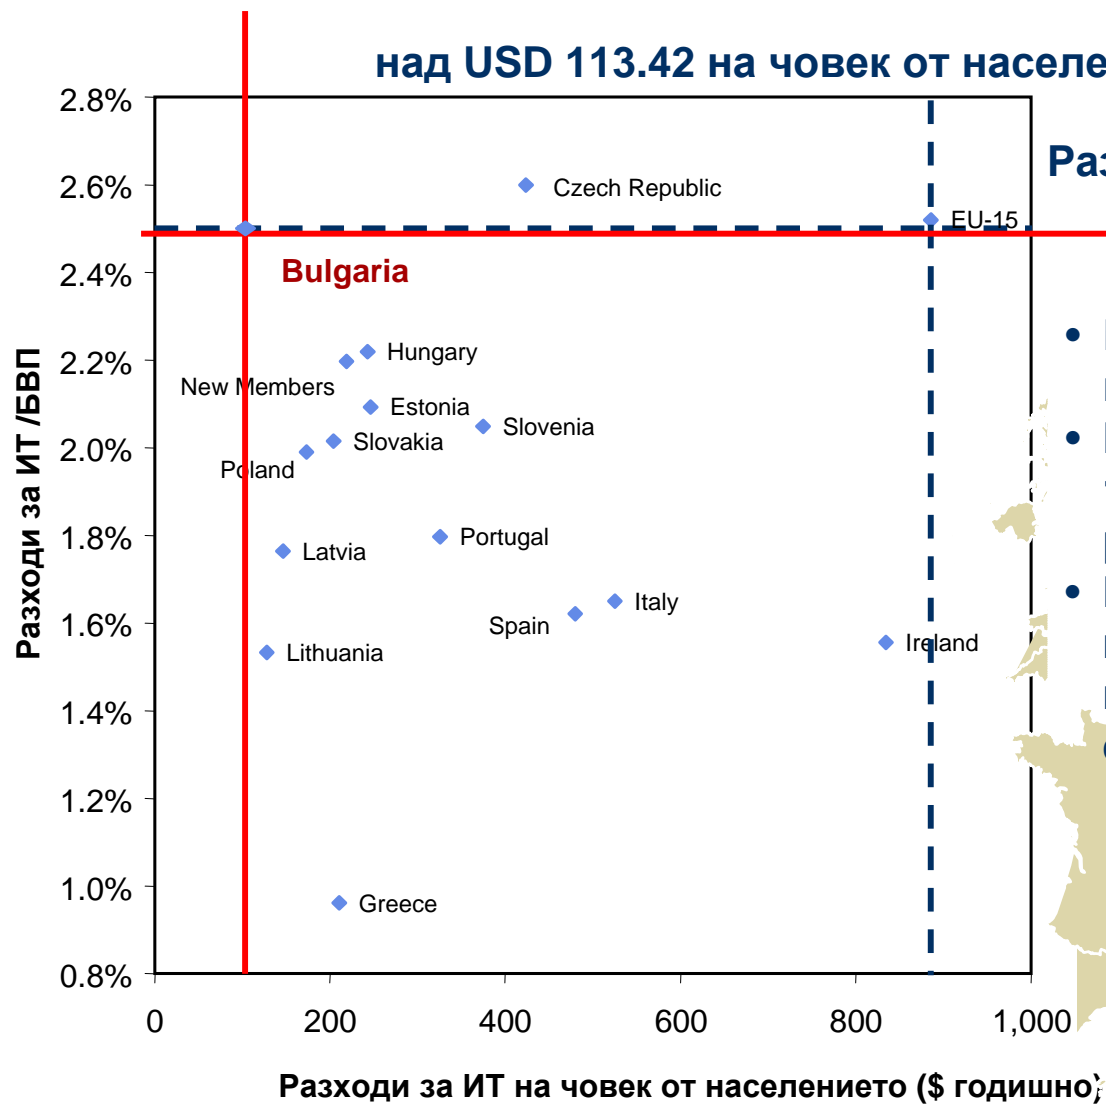 над USD 113.42 на човек от населе
Раз
2.8%
2.6%
2.4%
2.2%
2.0%
1.8%
1.6%
1.4%
1.2%
1.0%
0.8%
Разходи за ИТ /БВП
Czech Republic
EU-15
Bulgaria
Hungary
New Members
Estonia
Slovenia
Slovakia
Poland
Portugal
Latvia
Italy
Spain
Ireland
Lithuania
Greece
0
200
400
600
800
1,000
Разходи за ИТ на човек от населението ($ годишно)